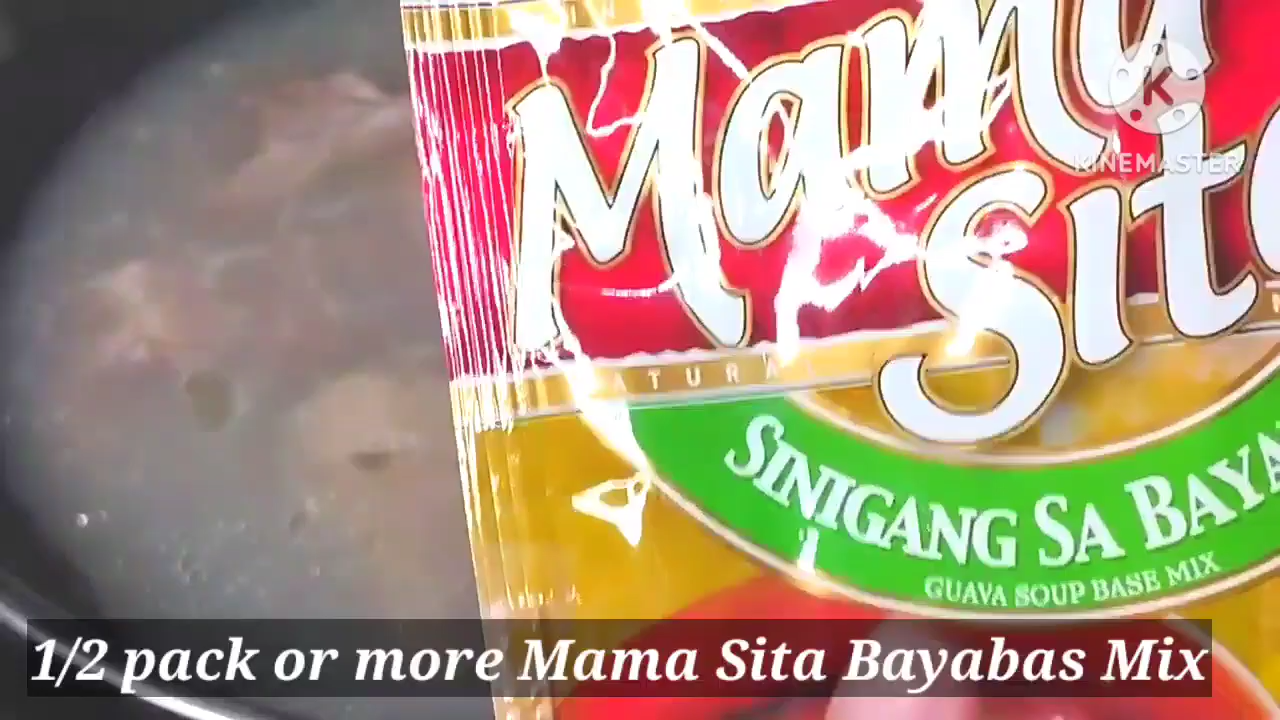 Mama
Sita
K
KINEMASTER
NATURAL
SINIGANG SA BAYA
GUAVA SOUP BASE MIX
1/2 pack or more Mama Sita Bayabas Mix